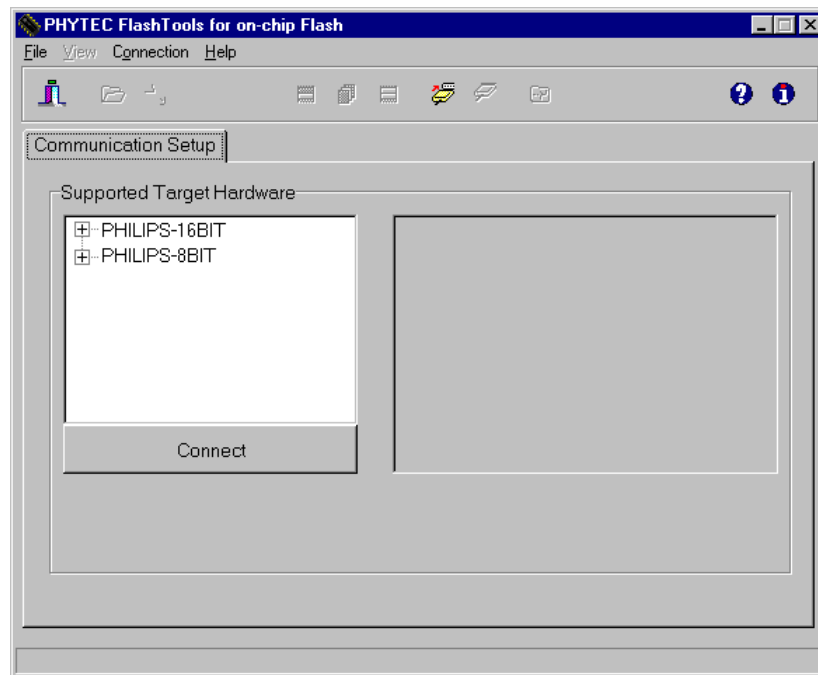 PHYTEC FlashTools for on-chip Flash
File View Connection Help
Communication Setup
Supported Target Hardware
PHILIPS-16BIT
PHILIPS-8BIT
Connect